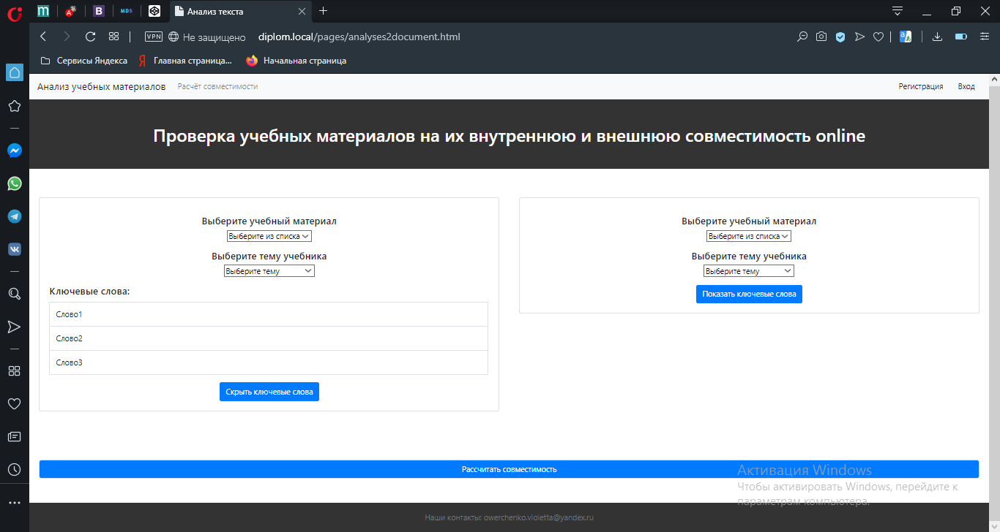 Анализ текста
VPN
Не защищено
diplom.local/pages/analyses2document.html
Сервисы Яндекса
Главная страница...
Начальная страница
Анализ учебных материалов
Расчёт совместимости
Регистрация
Вход
Проверка учебных материалов на их внутреннюю и внешнюю совместимость online
Выберите учебный материал
Выберите из списка
Выберите тему учебника
Выберите тему
Ключевые слова:
Слово1
Слово2
Слово3
Скрыть ключевые слова
Выберите учебный материал
Выберите из списка
Выберите тему учебника
Выберите тему
Показать ключевые слова
Рассчитать совместимость
Активация Windows
Чтобы активировать Windows, перейдите к
параметрам компьютера.
Наши контакты: owerchenko.violetta@yandex.ru